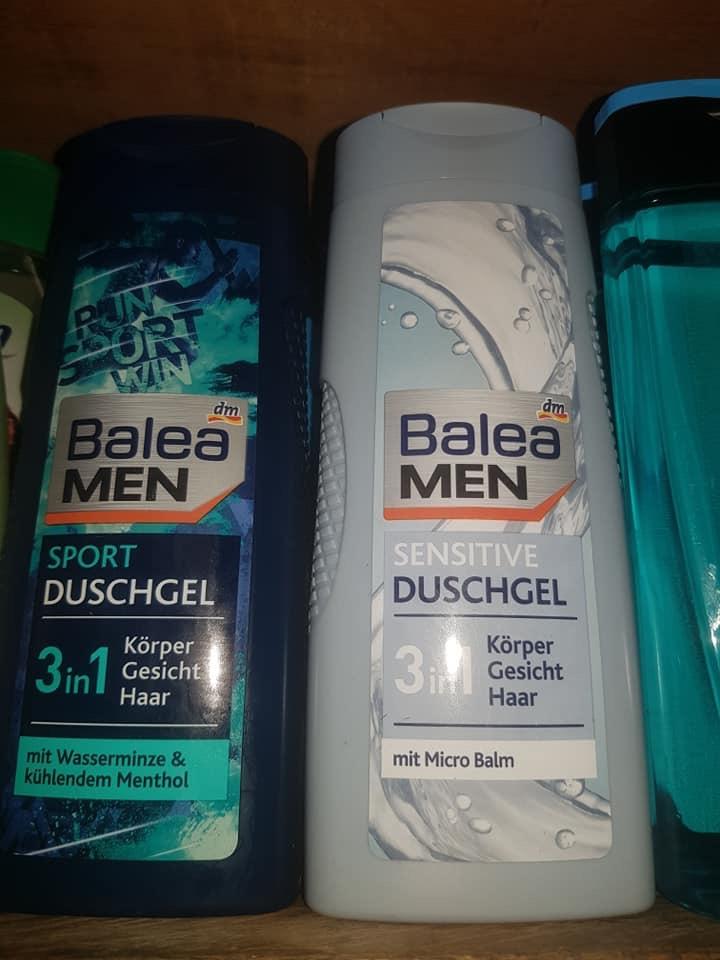 RUN
SPORT
WIN
dm
Balea
MEN
SPORT
DUSCHGEL
3in1
Körper
Gesicht
Haar
mit Wasserminze &
kühlendem Menthol
dm
Balea
MEN
SENSITIVE
DUSCHGEL
3in1
Körper
Gesicht
Haar
mit Micro Balm